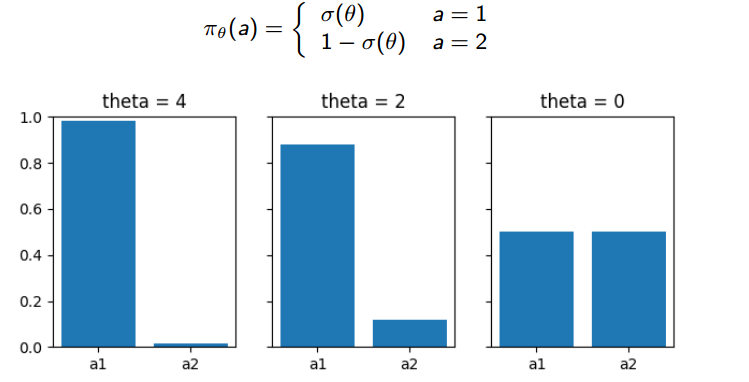 π_θ(a) = { σ(θ) a = 1
1 − σ(θ) a = 2
theta = 4 theta = 2 theta = 0
1.0
0.8
0.6
0.4
0.2
0.0
a1 a2 a1 a2 a1 a2